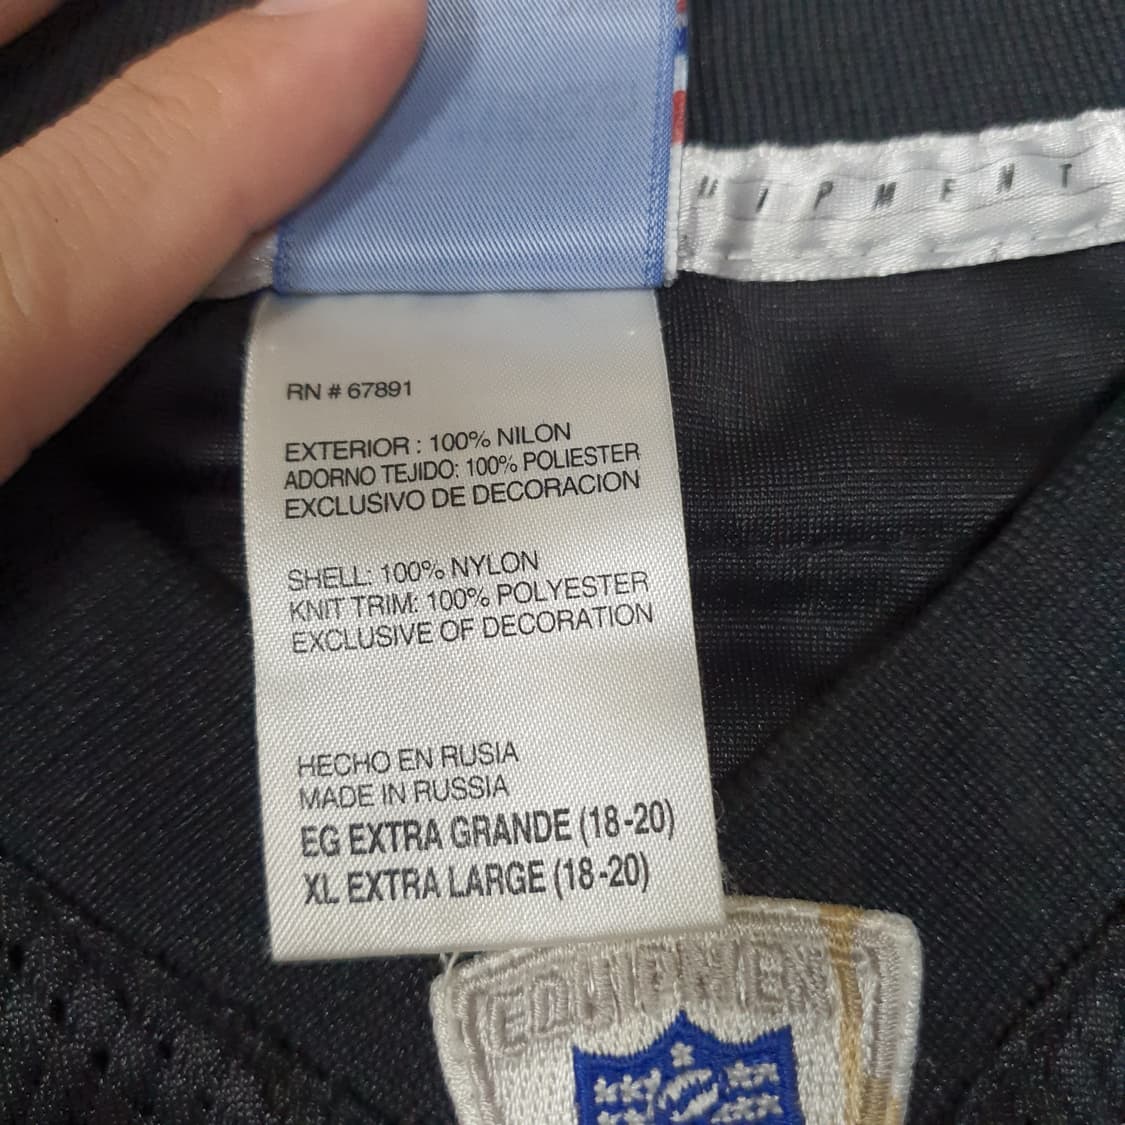 UIPMENT
RN # 67891
EXTERIOR : 100% NILON
ADORNO TEJIDO: 100% POLIESTER
EXCLUSIVO DE DECORACION
SHELL: 100% NYLON
KNIT TRIM: 100% POLYESTER
EXCLUSIVE OF DECORATION
HECHO EN RUSIA
MADE IN RUSSIA
EG EXTRA GRANDE (18-20)
XL EXTRA LARGE (18-20)
EQUIPMEN